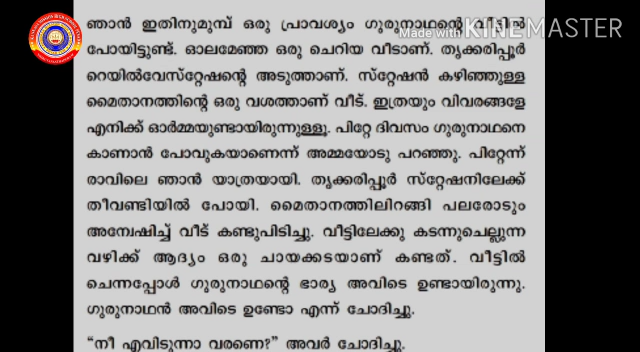 ഞാൻ ഇതിനുമുമ്പ് ഒരു പ്രാവശ്യം ഗുരുനാഥന്റെ വീട്ടിൽ
Made with KINEMASTER
പോയിട്ടുണ്ട്. ഓലമേഞ്ഞ ഒരു ചെറിയ വീടാണ്. തൃക്കരിപ്പൂർ
റെയിൽവേസ്റ്റേഷന്റെ അടുത്താണ്. സ്റ്റേഷൻ കഴിഞ്ഞുള്ള
മൈതാനത്തിന്റെ ഒരു വശത്താണ് വീട്. ഇത്രയും വിവരങ്ങളേ
എനിക്ക് ഓർമ്മയുണ്ടായിരുന്നുള്ളൂ. പിറ്റേ ദിവസം ഗുരുനാഥനെ
കാണാൻ പോവുകയാണെന്ന് അമ്മയോടു പറഞ്ഞു. പിറ്റേന്ന്
രാവിലെ ഞാൻ യാത്രയായി. തൃക്കരിപ്പൂർ സ്റ്റേഷനിലേക്ക്
തീവണ്ടിയിൽ പോയി. മൈതാനത്തിലിറങ്ങി പലരോടും
അന്വേഷിച്ച് വീട് കണ്ടുപിടിച്ചു. വീട്ടിലേക്കു കടന്നുചെല്ലുന്ന
വഴിക്ക് ആദ്യം ഒരു ചായക്കടയാണ് കണ്ടത്. വീട്ടിൽ
ചെന്നപ്പോൾ ഗുരുനാഥന്റെ ഭാര്യ അവിടെ ഉണ്ടായിരുന്നു.
ഗുരുനാഥൻ അവിടെ ഉണ്ടോ എന്ന് ചോദിച്ചു.
"നീ എവിടുന്നാ വരണെ?" അവർ ചോദിച്ചു.